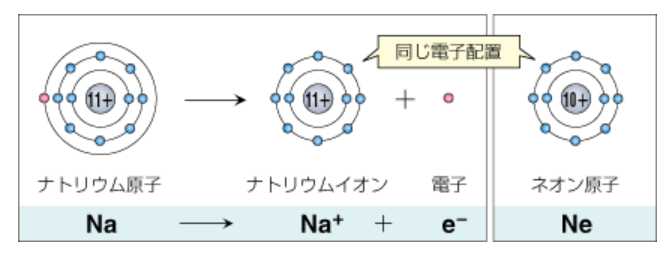 同じ電子配置
11+
11+
+
10+
ナトリウム原子
ナトリウムイオン
電子
ネオン原子
Na → Na⁺ + e⁻
Ne